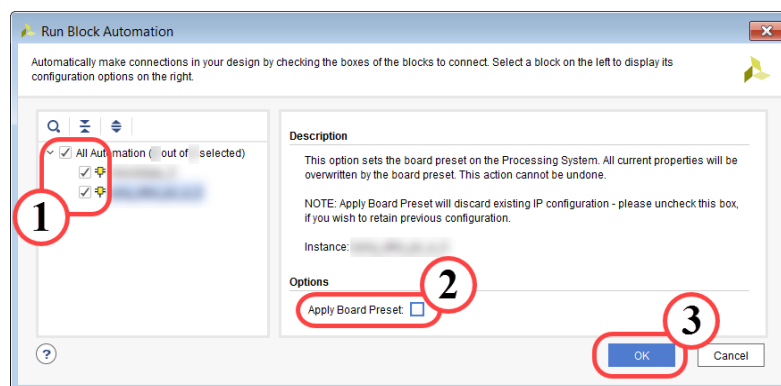 Run Block Automation
Automatically make connections in your design by checking the boxes of the blocks to connect. Select a block on the left to display its
configuration options on the right.
All Automation ( out of selected)
1
Description
This option sets the board preset on the Processing System. All current properties will be
overwritten by the board preset. This action cannot be undone.
NOTE: Apply Board Preset will discard existing IP configuration - please uncheck this box,
if you wish to retain previous configuration.
Instance:
Options
2
Apply Board Preset:
3
?
OK
Cancel